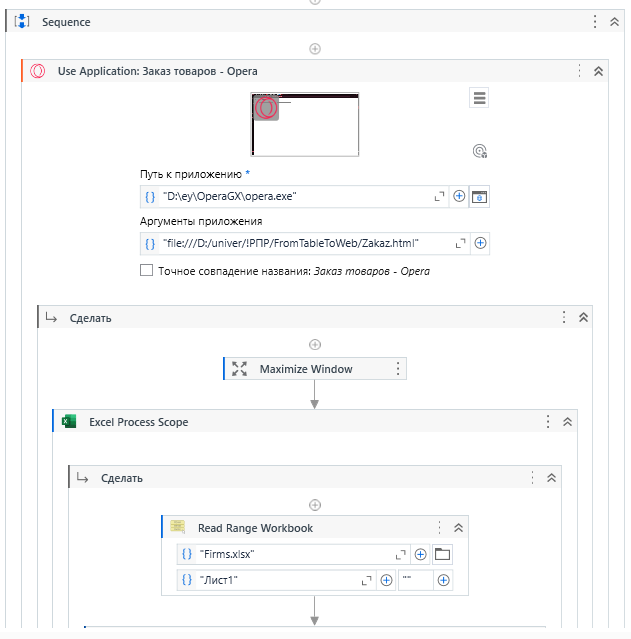 Sequence
Use Application: Заказ товаров - Opera
Путь к приложению *
"D:\ey\OperaGX\opera.exe"
Аргументы приложения
"file:///D:/univer/!РПР/FromTableToWeb/Zakaz.html"
Точное совпадение названия: Заказ товаров - Opera
Сделать
Maximize Window
Excel Process Scope
Сделать
Read Range Workbook
"Firms.xlsx"
"Лист1" ""